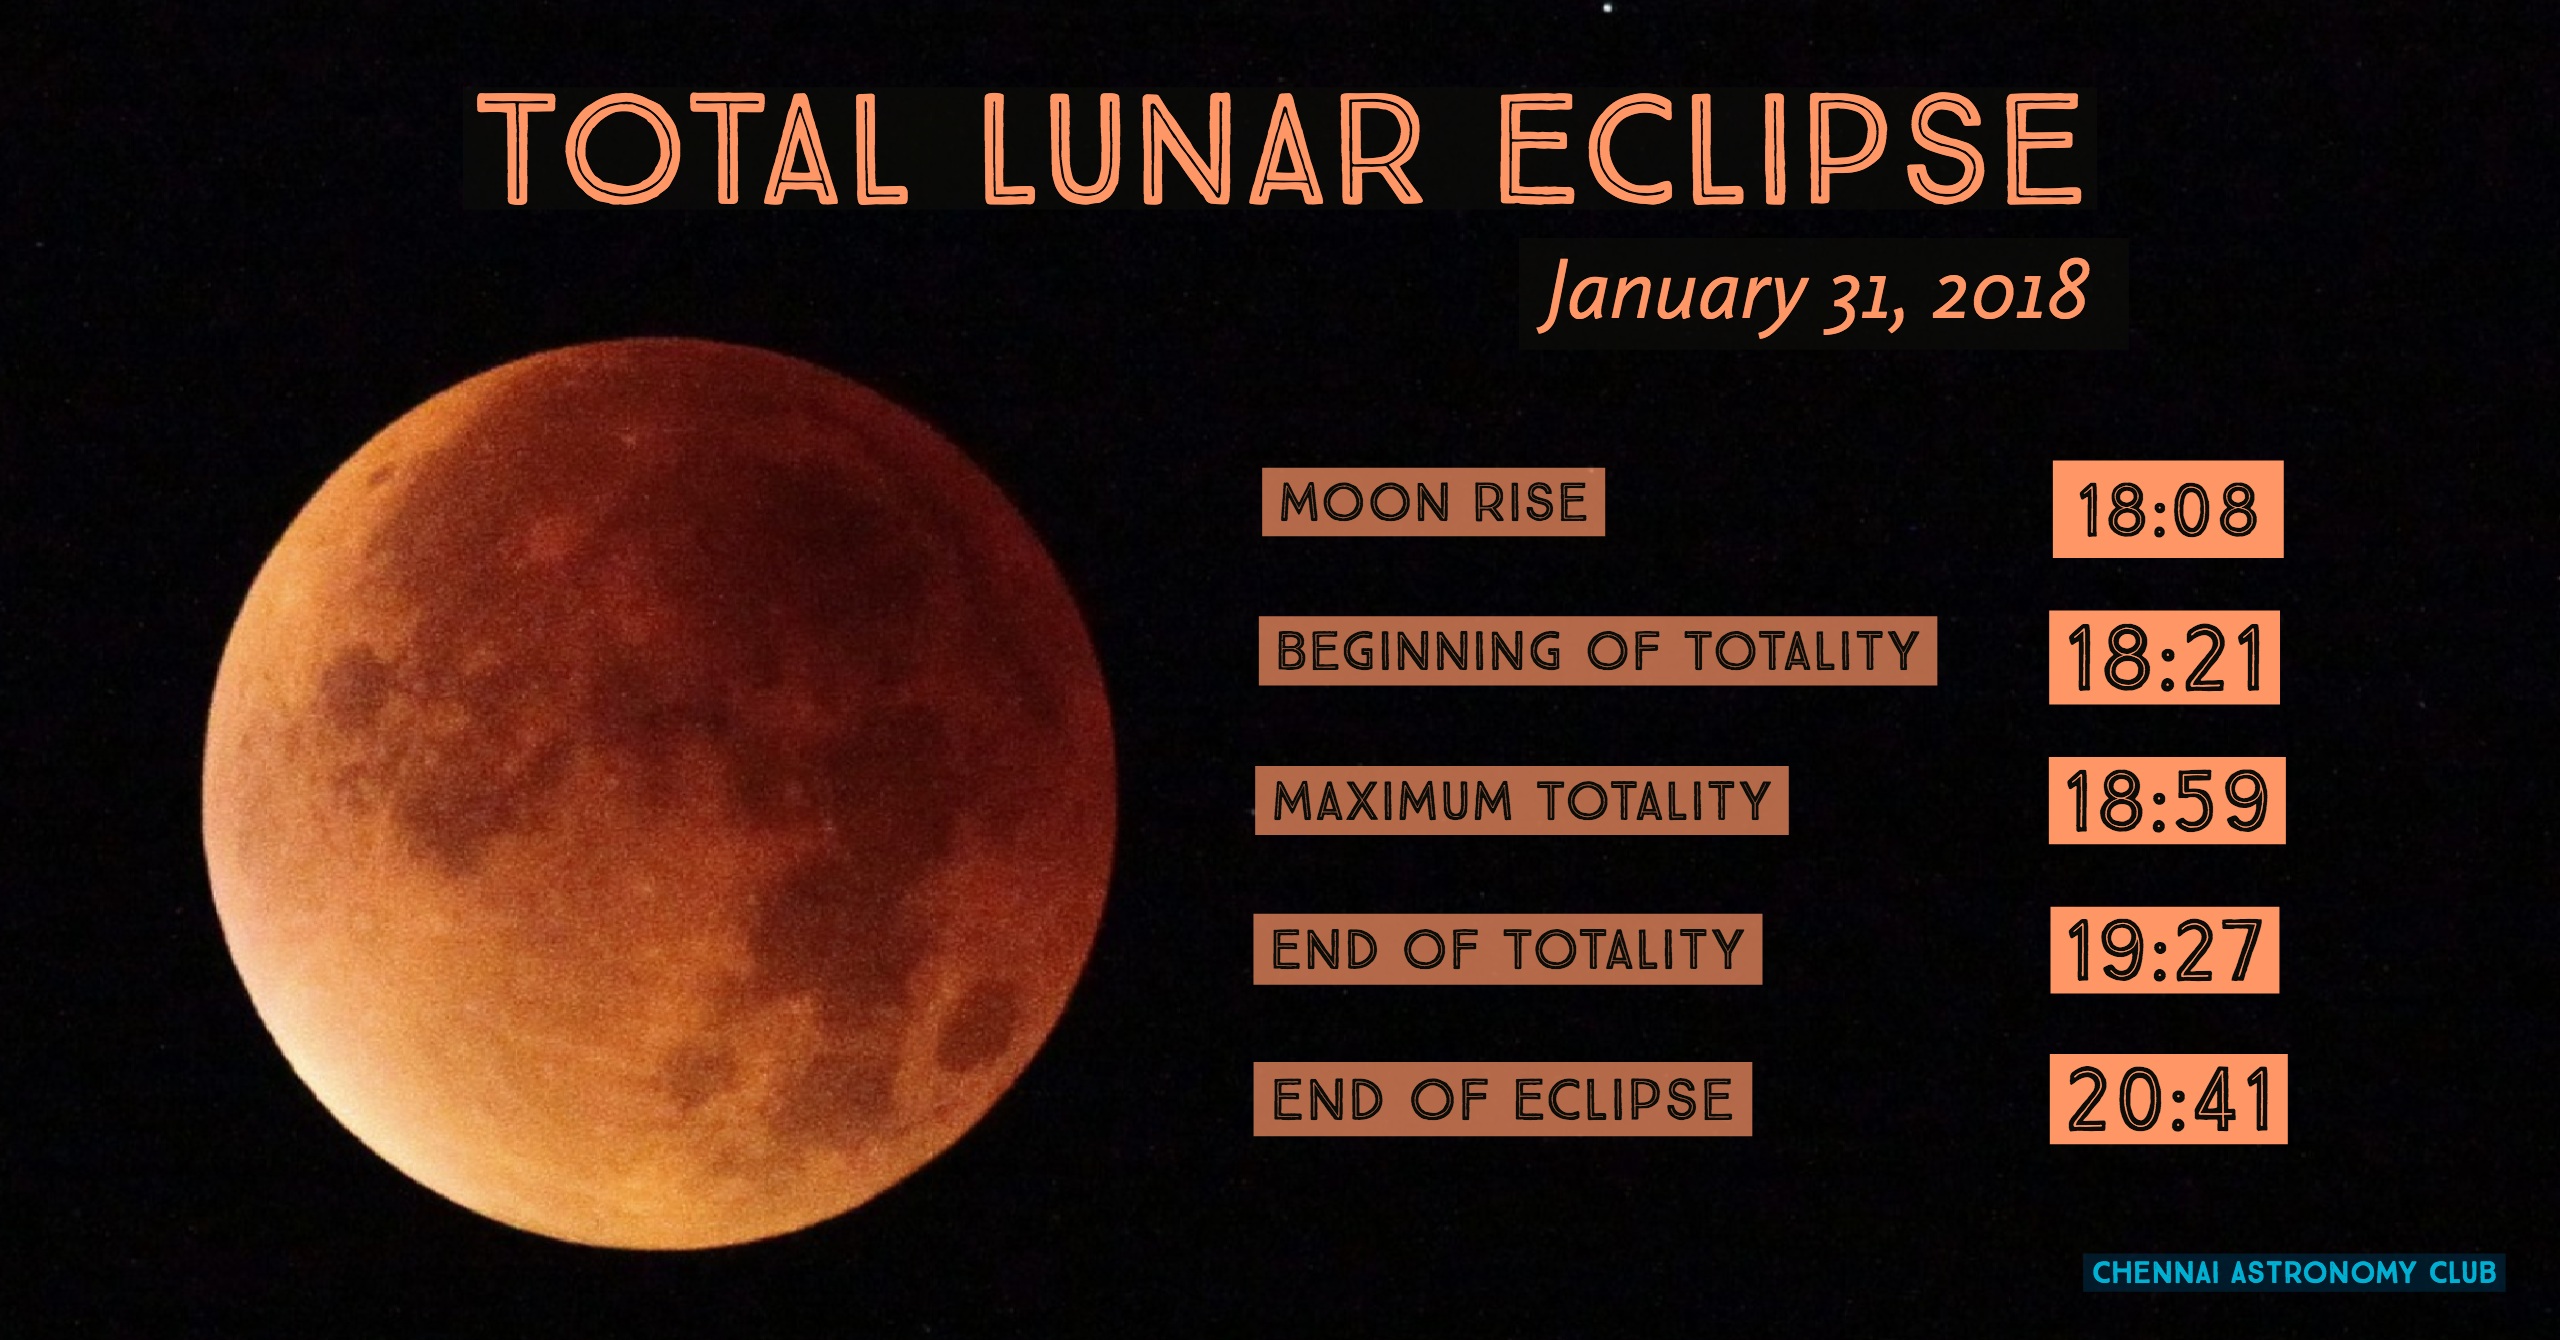 TOTAL LUNAR ECLIPSE
January 31, 2018
MOON RISE 18:08
BEGINNING OF TOTALITY 18:21
MAXIMUM TOTALITY 18:59
END OF TOTALITY 19:27
END OF ECLIPSE 20:41
CHENNAI ASTRONOMY CLUB